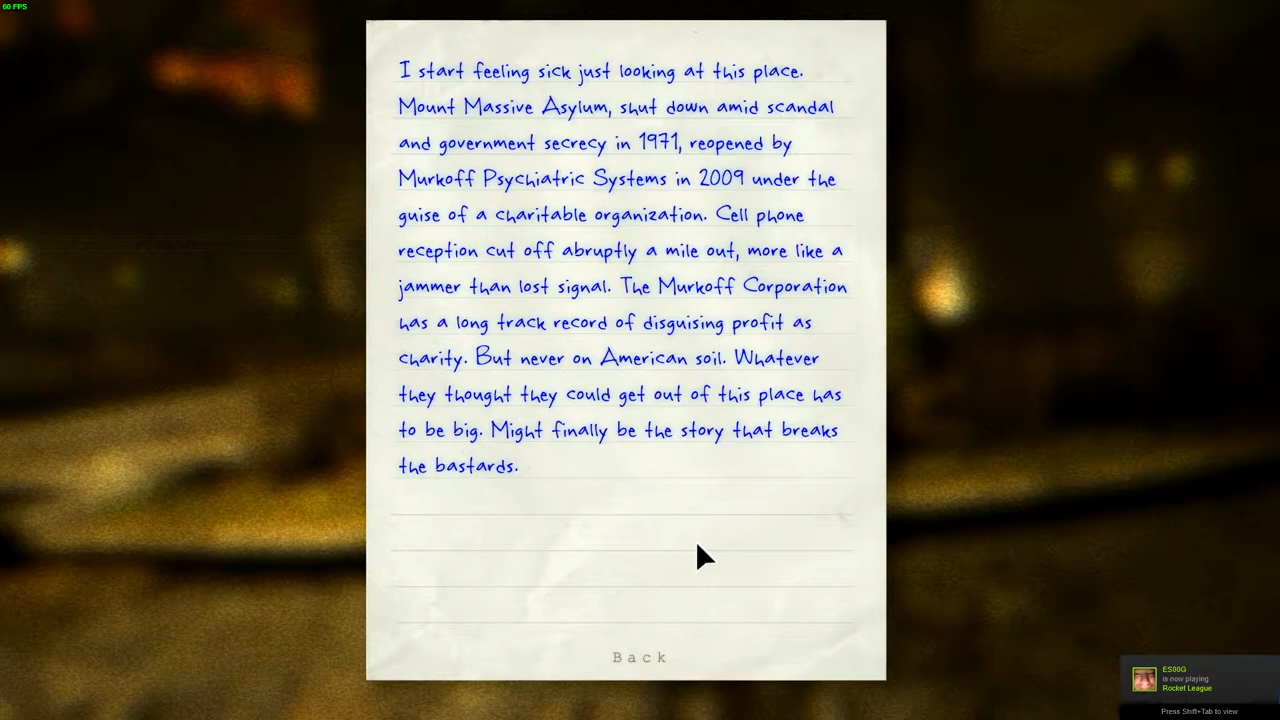 60 FPS
I start feeling sick just looking at this place.
Mount Massive Asylum, shut down amid scandal
and government secrecy in 1971, reopened by
Murkoff Psychiatric Systems in 2009 under the
guise of a charitable organization. Cell phone
reception cut off abruptly a mile out, more like a
jammer than lost signal. The Murkoff Corporation
has a long track record of disguising profit as
charity. But never on American soil. Whatever
they thought they could get out of this place has
to be big. Might finally be the story that breaks
the bastards.
Back
ES00G
is now playing
Rocket League
Press Shift+Tab to view